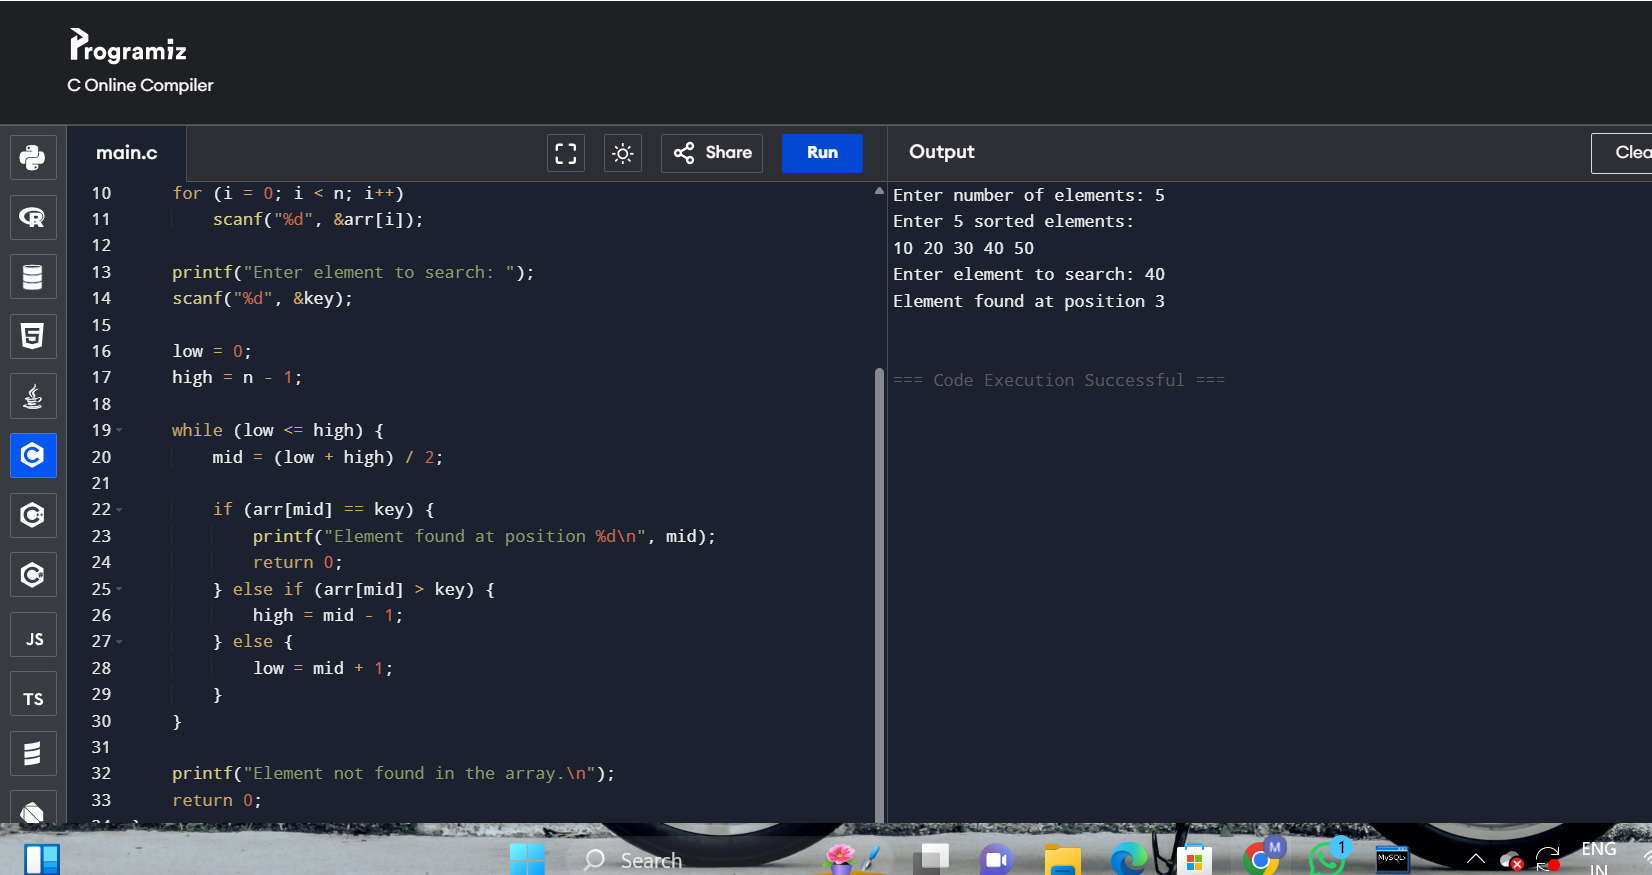 Programiz
C Online Compiler
main.c
Share
Run
Output
10 for (i = 0; i < n; i++)
11 scanf("%d", &arr[i]);
12
13 printf("Enter element to search: ");
14 scanf("%d", &key);
15
16 low = 0;
17 high = n - 1;
18
19 while (low <= high) {
20 mid = (low + high) / 2;
21
22 if (arr[mid] == key) {
23 printf("Element found at position %d\n", mid);
24 return 0;
25 } else if (arr[mid] > key) {
26 high = mid - 1;
27 } else {
28 low = mid + 1;
29 }
30 }
31
32 printf("Element not found in the array.\n");
33 return 0;
Enter number of elements: 5
Enter 5 sorted elements:
10 20 30 40 50
Enter element to search: 40
Element found at position 3
=== Code Execution Successful ===
JS
TS
Search
M
1
MySQL
ENG
IN